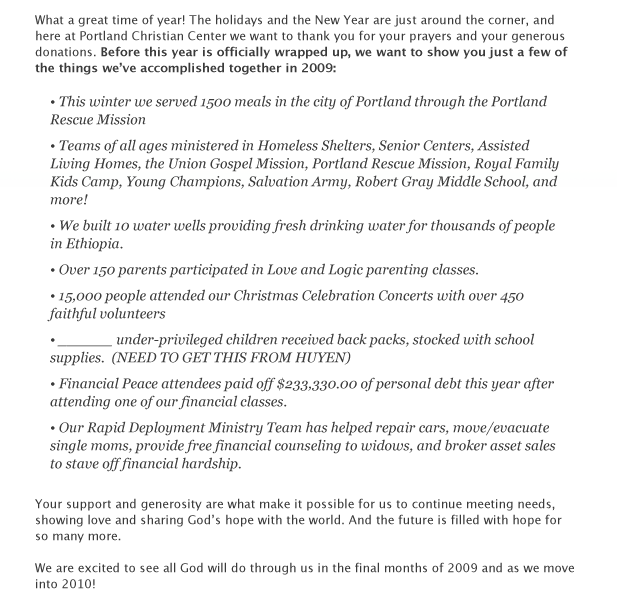 What a great time of year! The holidays and the New Year are just around the corner, and
here at Portland Christian Center we want to thank you for your prayers and your generous
donations. Before this year is officially wrapped up, we want to show you just a few of
the things we've accomplished together in 2009:
• This winter we served 1500 meals in the city of Portland through the Portland
Rescue Mission
• Teams of all ages ministered in Homeless Shelters, Senior Centers, Assisted
Living Homes, the Union Gospel Mission, Portland Rescue Mission, Royal Family
Kids Camp, Young Champions, Salvation Army, Robert Gray Middle School, and
more!
• We built 10 water wells providing fresh drinking water for thousands of people
in Ethiopia.
• Over 150 parents participated in Love and Logic parenting classes.
• 15,000 people attended our Christmas Celebration Concerts with over 450
faithful volunteers
• _______ under-privileged children received back packs, stocked with school
supplies. (NEED TO GET THIS FROM HUYEN)
• Financial Peace attendees paid off $233,330.00 of personal debt this year after
attending one of our financial classes.
• Our Rapid Deployment Ministry Team has helped repair cars, move/evacuate
single moms, provide free financial counseling to widows, and broker asset sales
to stave off financial hardship.
Your support and generosity are what make it possible for us to continue meeting needs,
showing love and sharing God's hope with the world. And the future is filled with hope for
so many more.
We are excited to see all God will do through us in the final months of 2009 and as we move
into 2010!